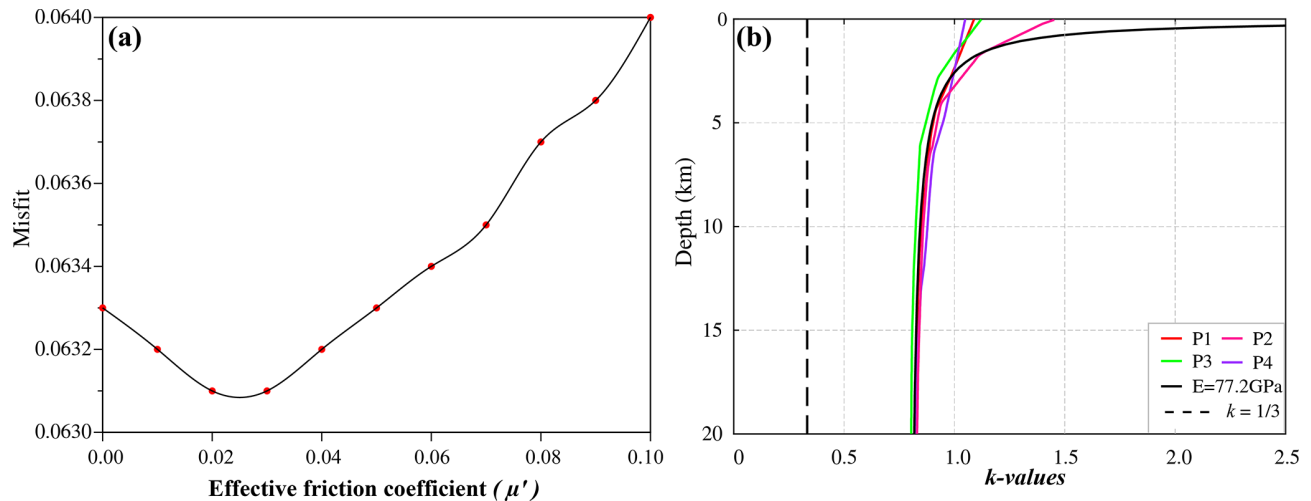 (a)
Misfit
0.0640
0.0638
0.0636
0.0634
0.0632
0.0630
0.00
0.02
0.04
0.06
0.08
0.10
Effective friction coefficient ( μ' )
(b)
Depth (km)
0
5
10
15
20
0
0.5
1.0
1.5
2.0
2.5
k-values
P1
P2
P3
P4
E=77.2GPa
k = 1/3